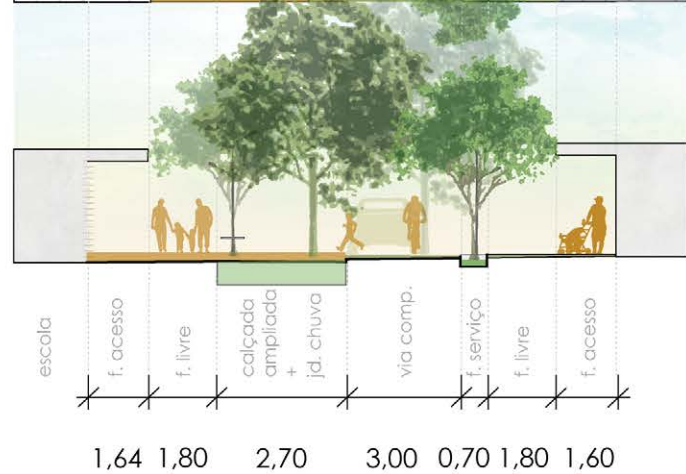 escola
f. acesso
f. livre
calçada
ampliada
+
jd. chuva
via comp.
f. serviço
f. livre
f. acesso
1,64 1,80 2,70 3,00 0,70 1,80 1,60